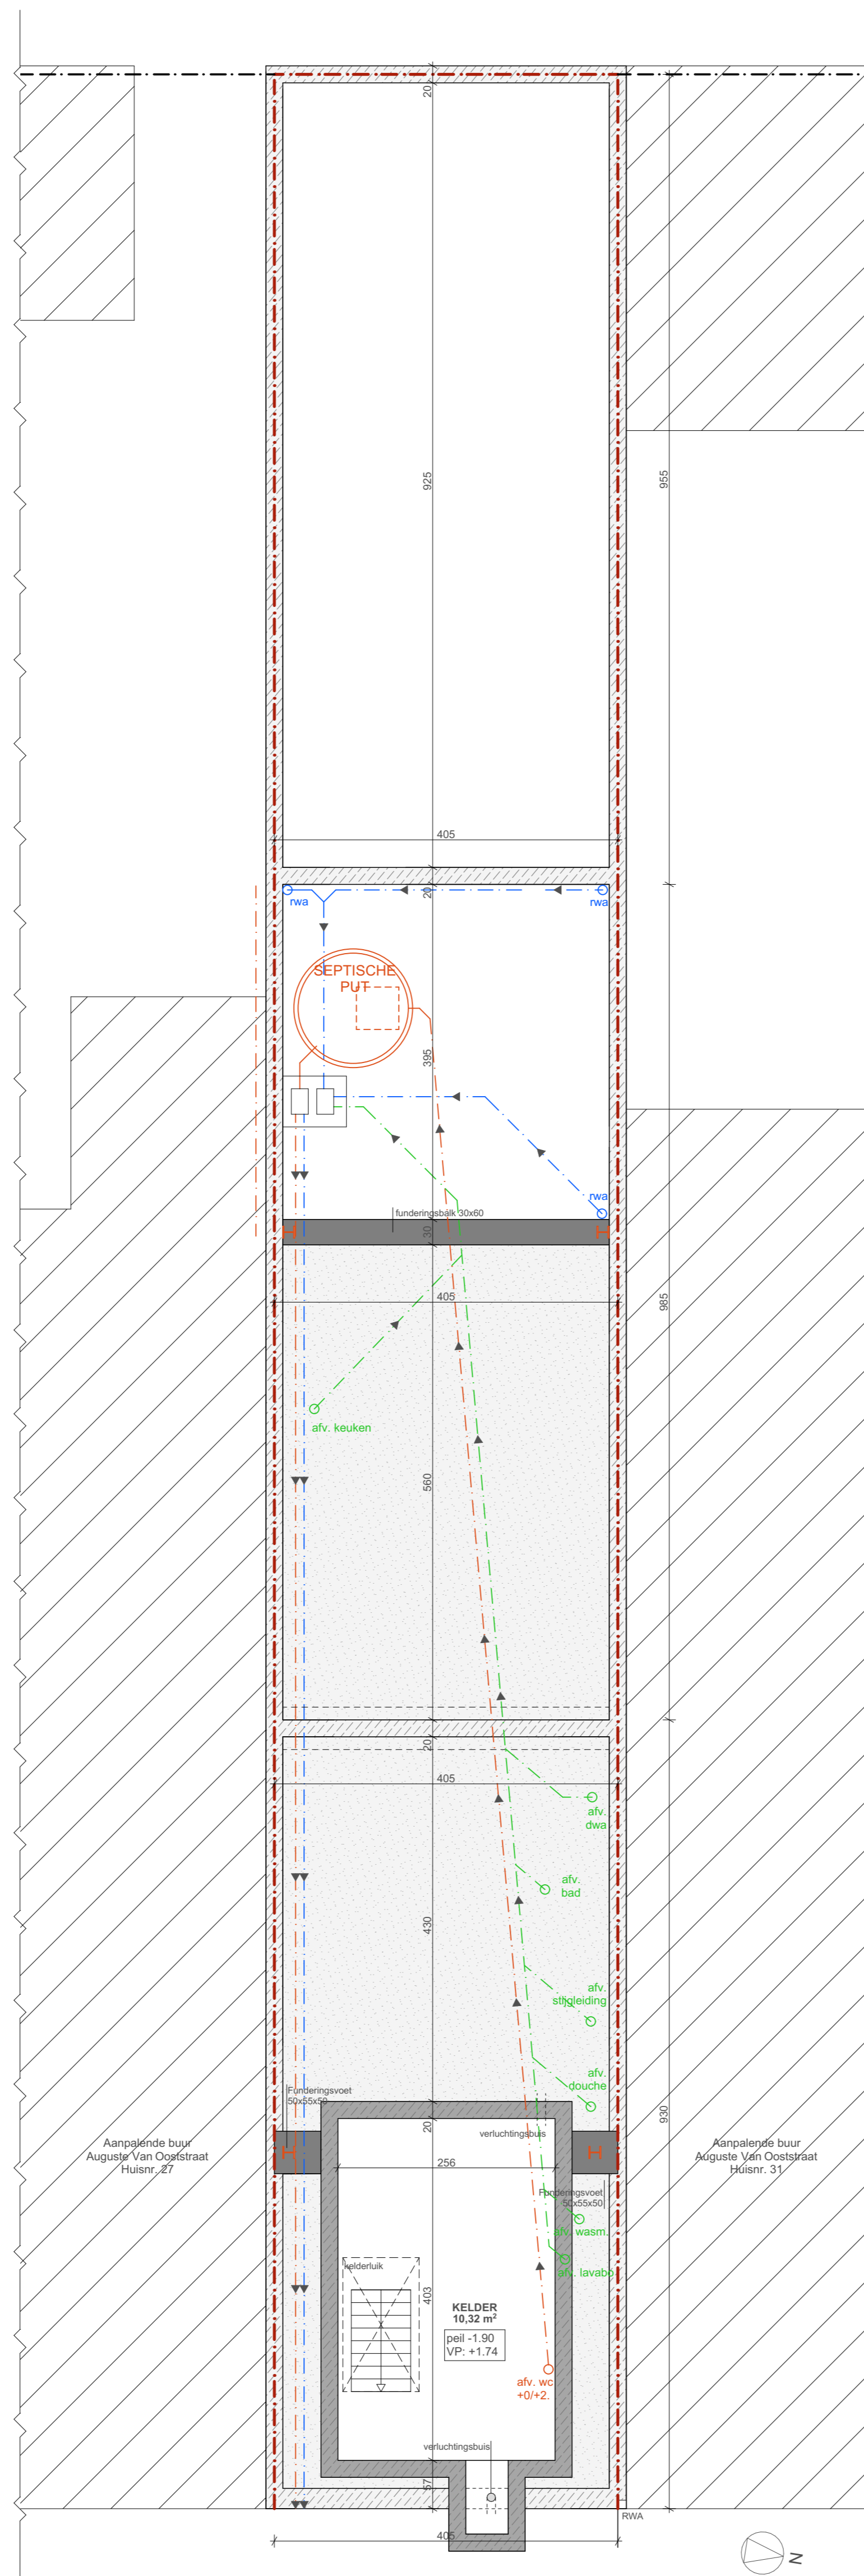 20
925
955
405
20
rwa
rwa
SEPTISCHE
PUT
395
rwa
funderingsbalk 30x60
30
405
985
afv. keuken
560
20
405
afv.
dwa
afv.
bad
430
afv.
stijgleiding
afv.
douche
Funderingsvoet
50x55x50
20
verluchtingsbuis
930
Aanpalende buur
Auguste Van Ooststraat
Huisnr. 27
Aanpalende buur
Auguste Van Ooststraat
Huisnr. 31
256
Funderingsvoet
50x55x50
afv. wasm.
kelderluik
afv. lavabo
403
KELDER
10,32 m²
peil -1.90
VP: +1.74
afv. wc
+0/+2.
verluchtingsbuis
57
RWA
405
N